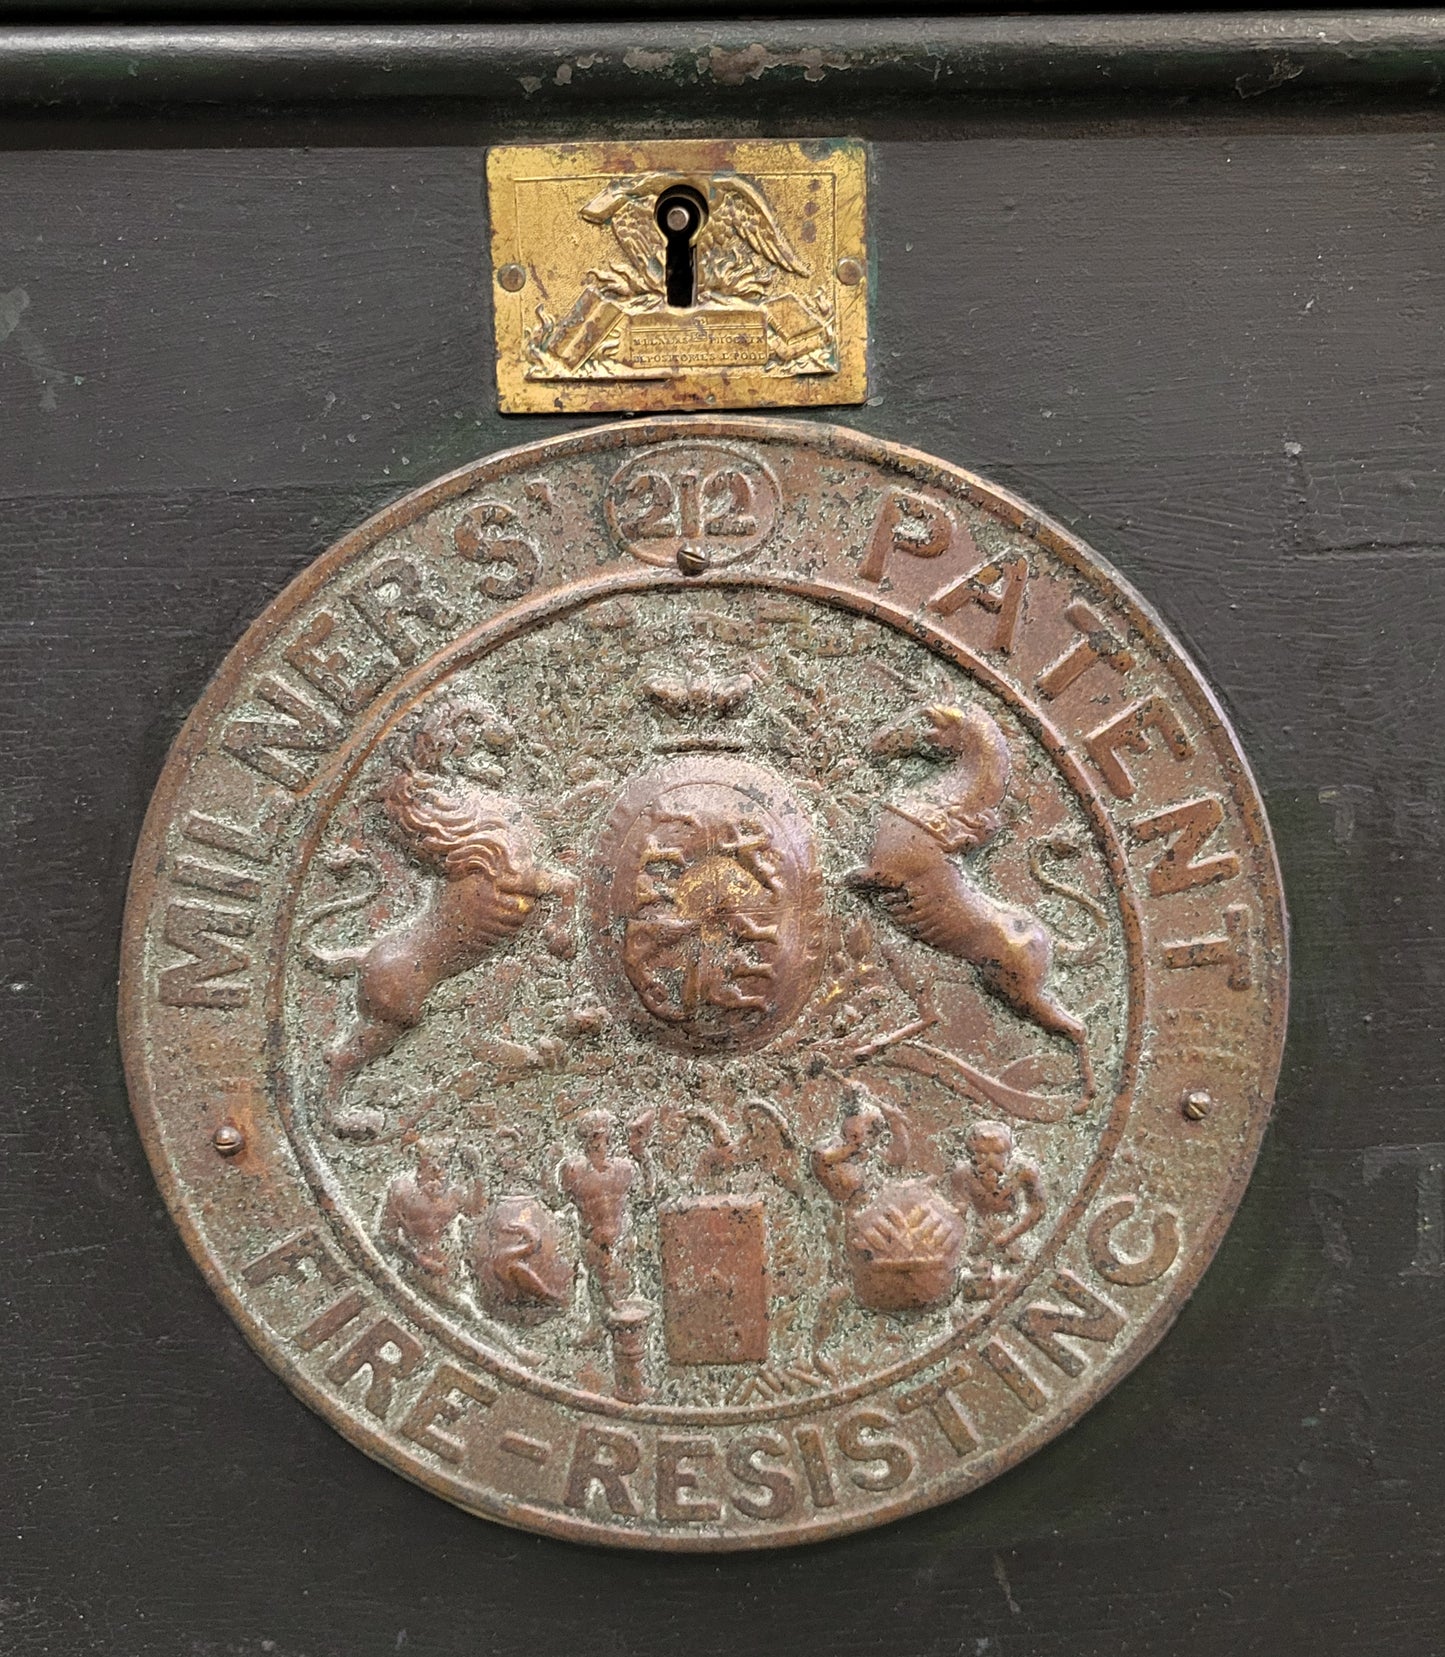 212
MILNERS' PATENT
FIRE-RESISTING